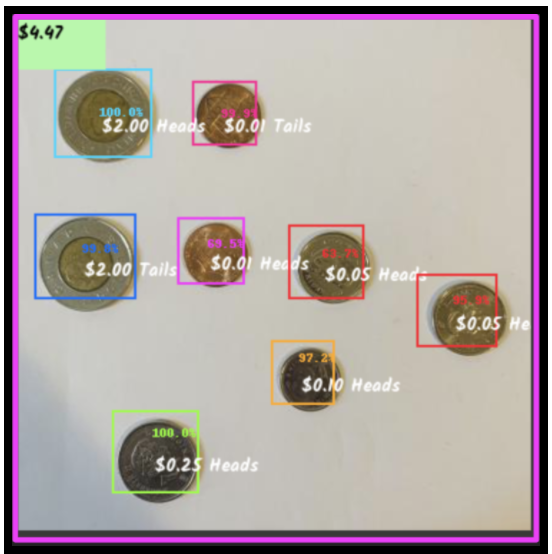 $4.47
100.0%
$2.00 Heads
$0.01 Tails
$2.00 Tails
$0.01 Heads
$0.05 Heads
$0.05 He
97.2
$0.10 Heads
100.0%
$0.25 Heads